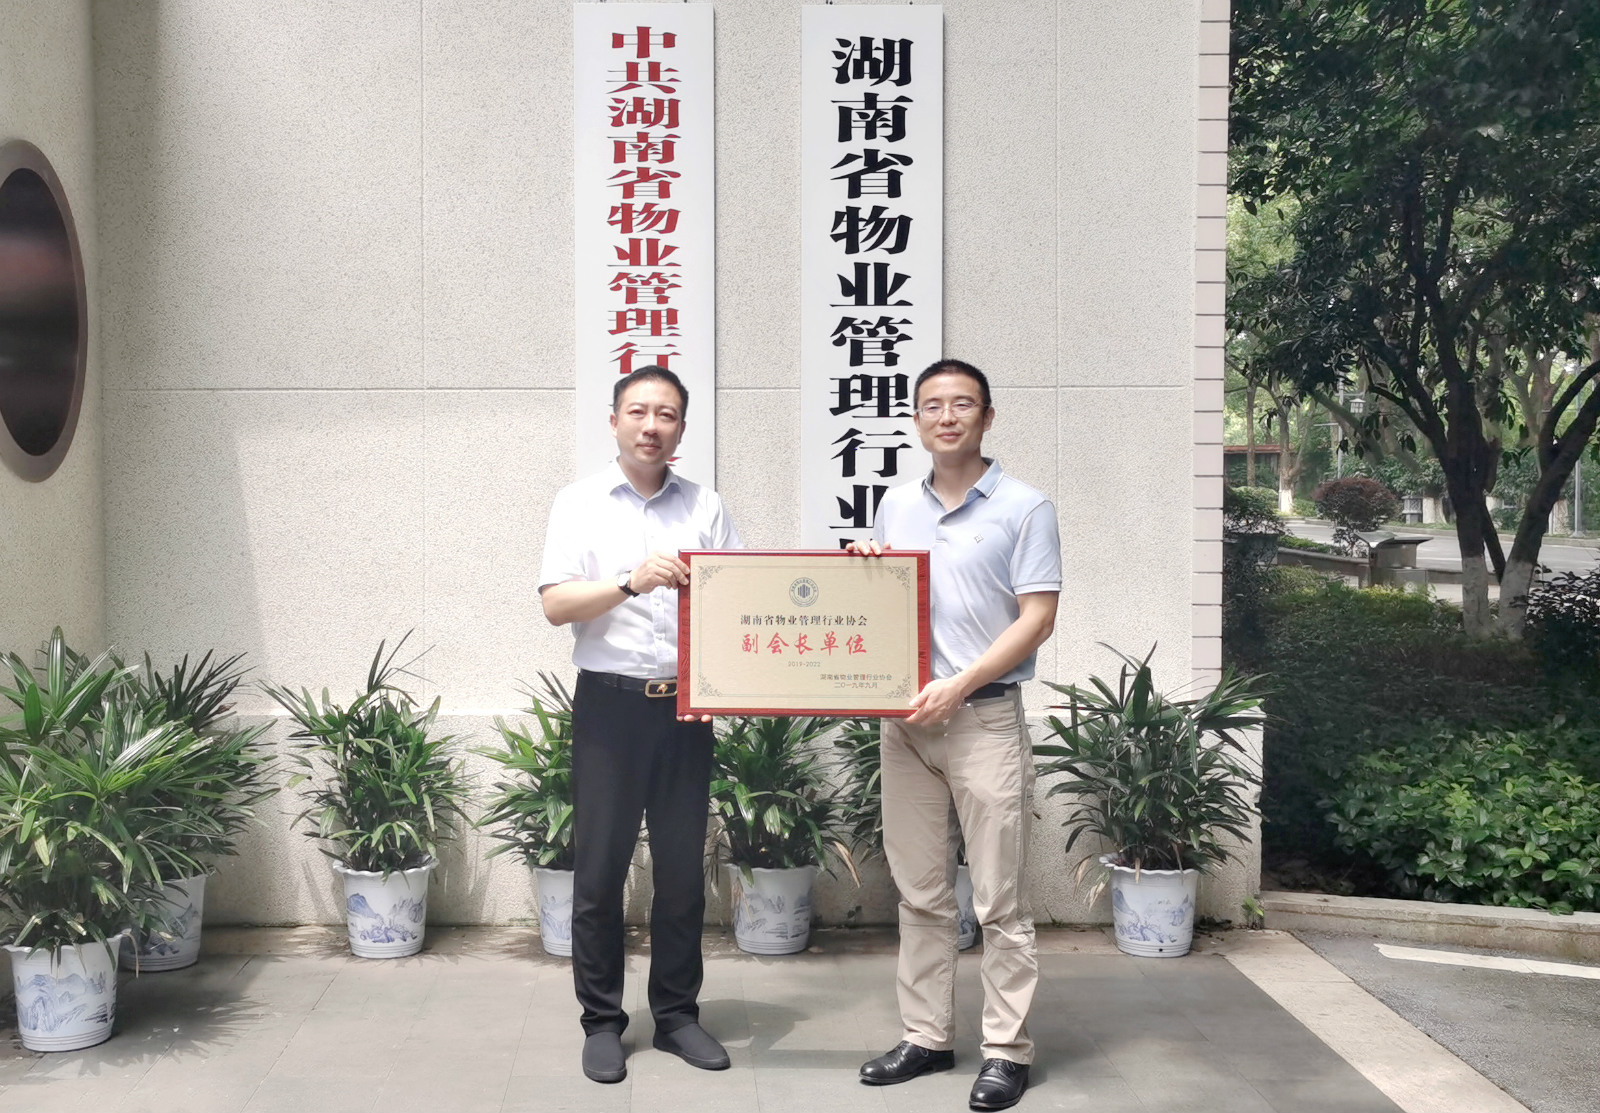 中共湖南省物业管理行
湖南省物业管理行业
湖南省物业管理行业协会
副会长单位
2019-2022
湖南省物业管理行业协会
二〇一九年九月